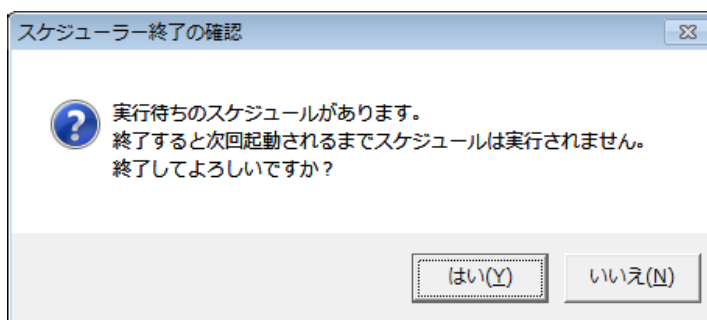 スケジューラー終了の確認
実行待ちのスケジュールがあります。
終了すると次回起動されるまでスケジュールは実行されません。
終了してよろしいですか？
はい(Y) いいえ(N)